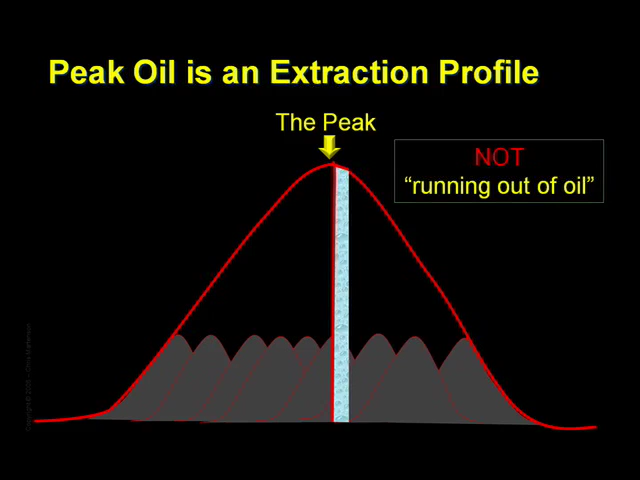 Peak Oil is an Extraction Profile
The Peak
NOT
“running out of oil”